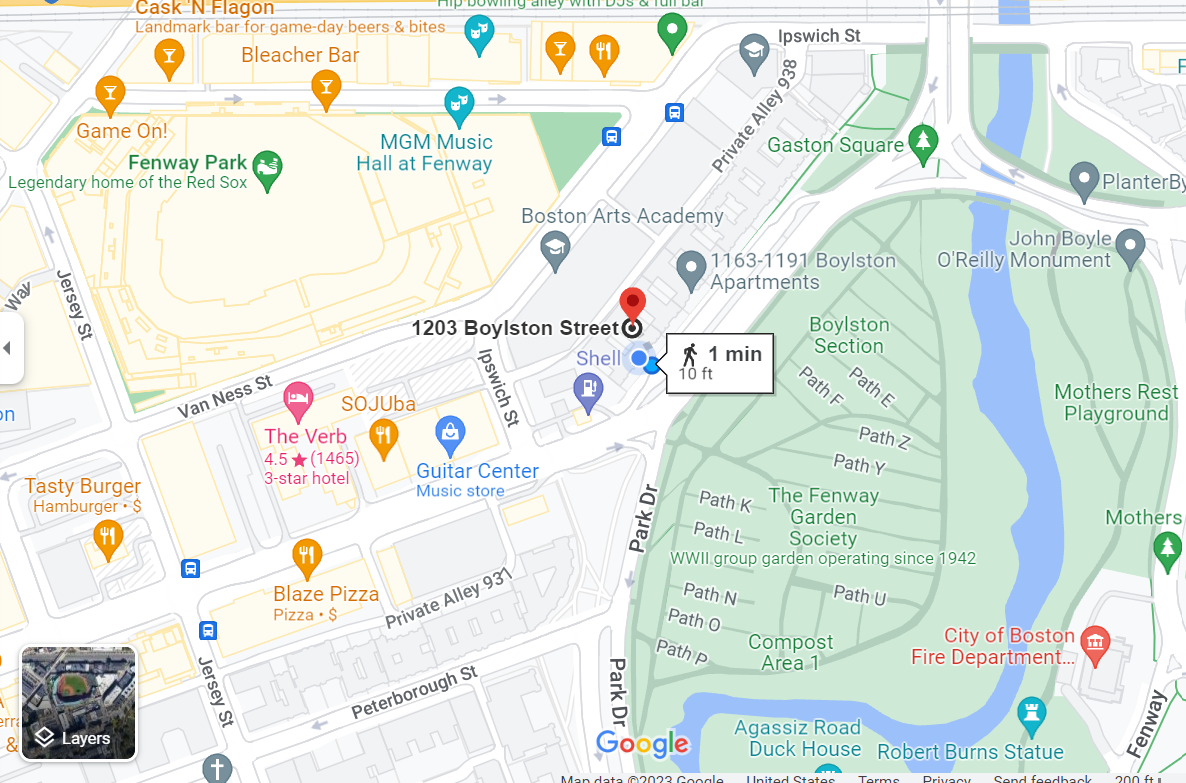 Cask 'N Flagon
Landmark bar for game-day beers & bites
Hip bowling alley with DJs & full bar
Ipswich St
Bleacher Bar
Private Alley 938
Game On!
MGM Music
Hall at Fenway
Gaston Square
Fenway Park
Legendary home of the Red Sox
PlanterBy
Boston Arts Academy
John Boyle
O'Reilly Monument
1163-1191 Boylston
Apartments
Jersey St
Way
1203 Boylston Street
Boylston
Section
Shell
1 min
10 ft
Ipswich St
Van Ness St
Path F
Path E
Mothers Rest
Playground
SOJUba
on
The Verb
4.5 (1465)
3-star hotel
Path Z
Path Y
Guitar Center
Music store
Tasty Burger
Hamburger • $
Park Dr
Path K
The Fenway
Garden
Society
Path L
WWII group garden operating since 1942
Mothers
Blaze Pizza
Pizza • $
Private Alley 931
Path N
Path U
Path O
Path P
Compost
Area 1
City of Boston
Fire Department...
Jersey St
Peterborough St
Park Dr
Fenway
Layers
&
Google
Agassiz Road
Duck House
Robert Burns Statue
Map data ©2023 Google
United States
Terms
Privacy
Send feedback
200 ft